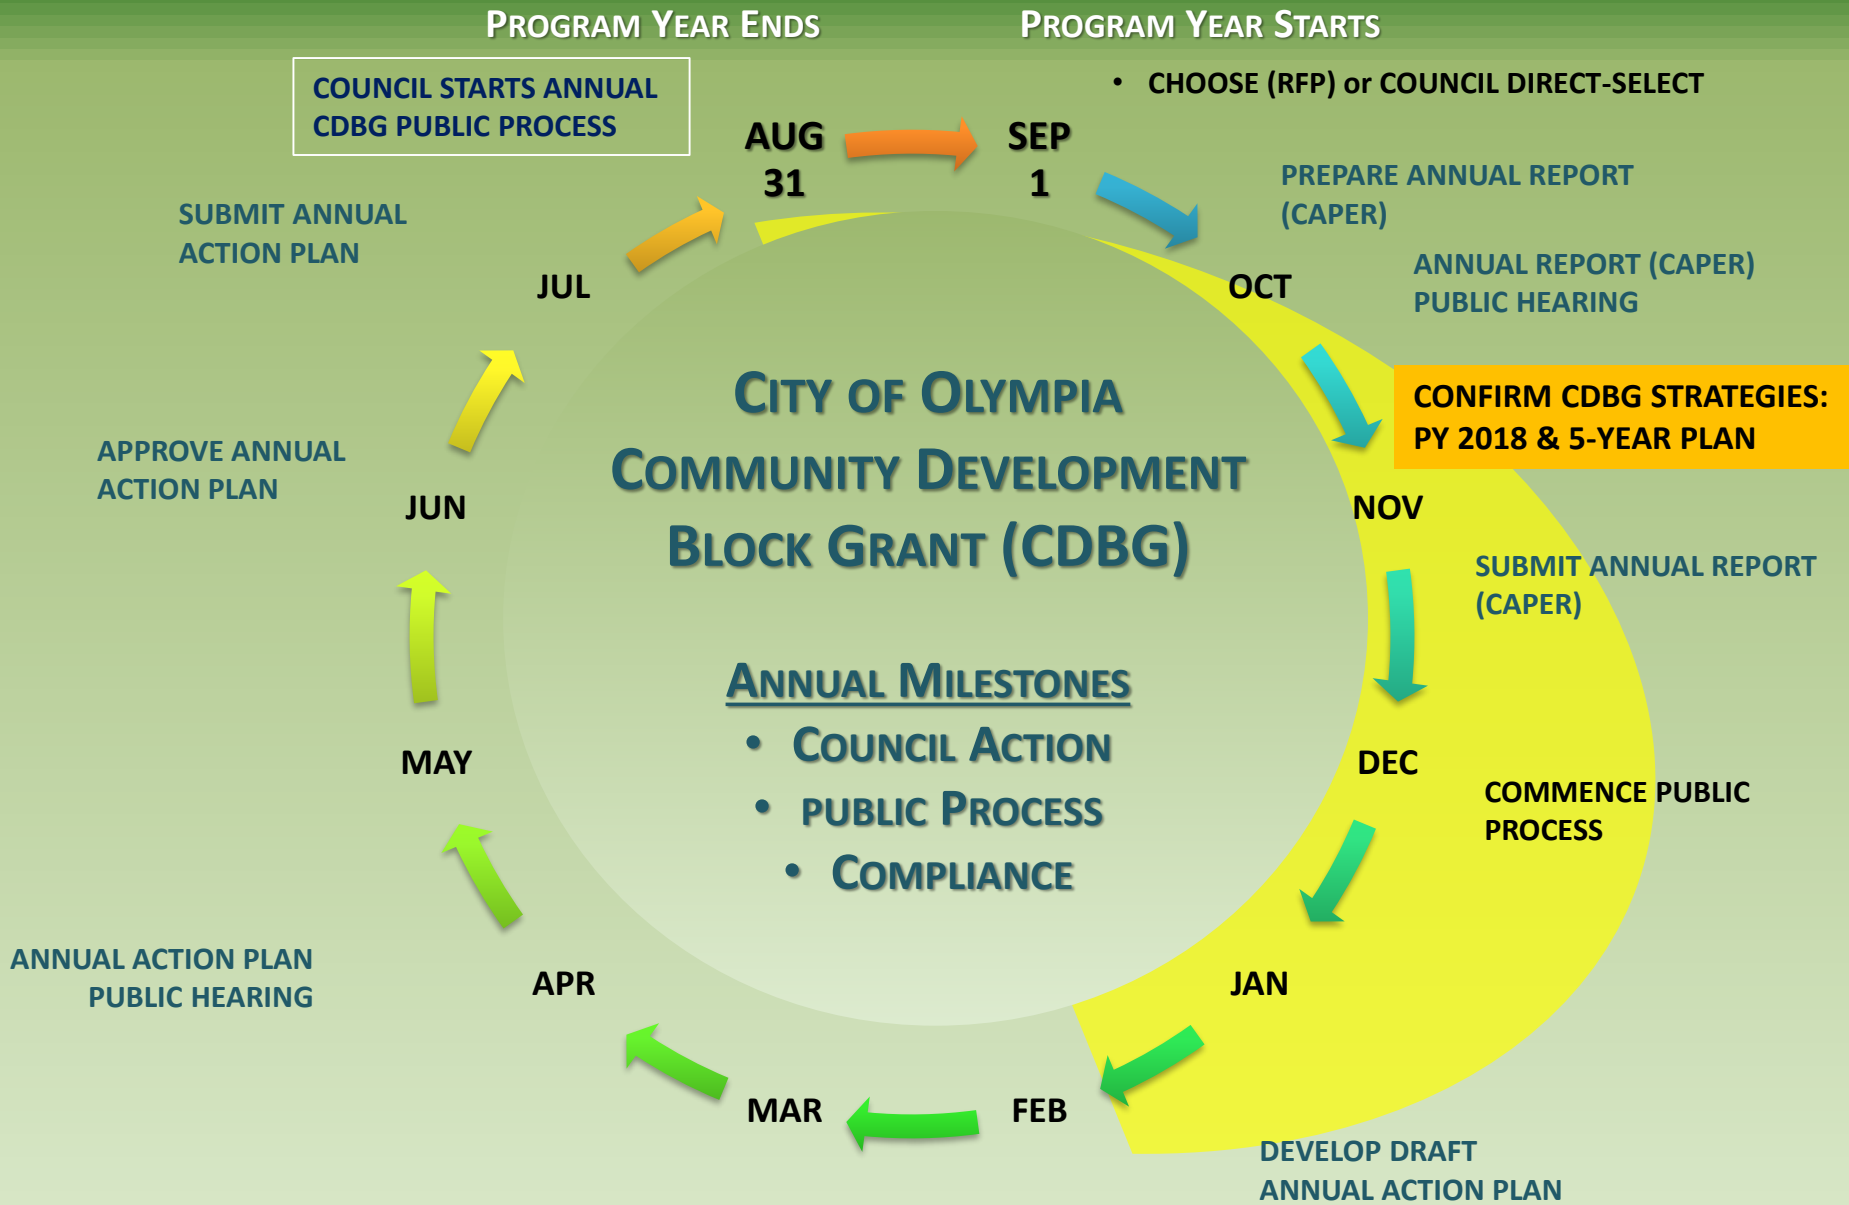 PROGRAM YEAR ENDS
PROGRAM YEAR STARTS
COUNCIL STARTS ANNUAL
CDBG PUBLIC PROCESS
• CHOOSE (RFP) or COUNCIL DIRECT-SELECT
AUG
31
SEP
1
PREPARE ANNUAL REPORT
(CAPER)
SUBMIT ANNUAL
ACTION PLAN
JUL
OCT
ANNUAL REPORT (CAPER)
PUBLIC HEARING
CONFIRM CDBG STRATEGIES:
PY 2018 & 5-YEAR PLAN
CITY OF OLYMPIA
COMMUNITY DEVELOPMENT
BLOCK GRANT (CDBG)
APPROVE ANNUAL
ACTION PLAN
JUN
NOV
SUBMIT ANNUAL REPORT
(CAPER)
ANNUAL MILESTONES
• COUNCIL ACTION
• PUBLIC PROCESS
• COMPLIANCE
MAY
DEC
COMMENCE PUBLIC
PROCESS
ANNUAL ACTION PLAN
PUBLIC HEARING
APR
JAN
MAR
FEB
DEVELOP DRAFT
ANNUAL ACTION PLAN